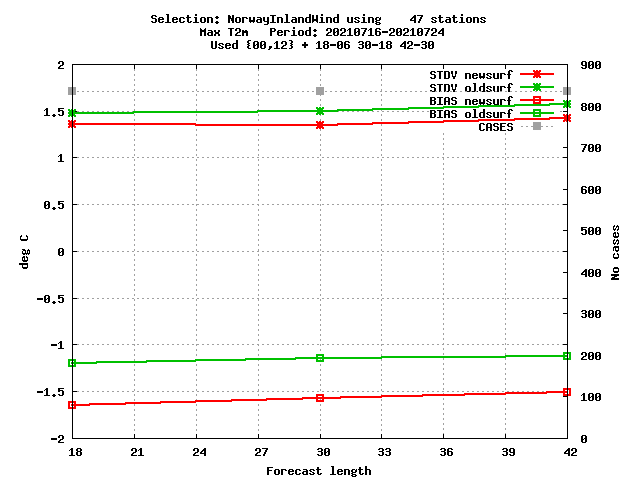 Selection: NorwayInlandWind using    47 stations
Max T2m   Period: 20210716-20210724
Used {00,12} + 18-06 30-18 42-30
STDV newsurf
STDV oldsurf
BIAS newsurf
BIAS oldsurf
CASES
2
1.5
1
0.5
0
-0.5
-1
-1.5
-2
deg C
900
800
700
600
500
400
300
200
100
0
No cases
18 21 24 27 30 33 36 39 42
Forecast length